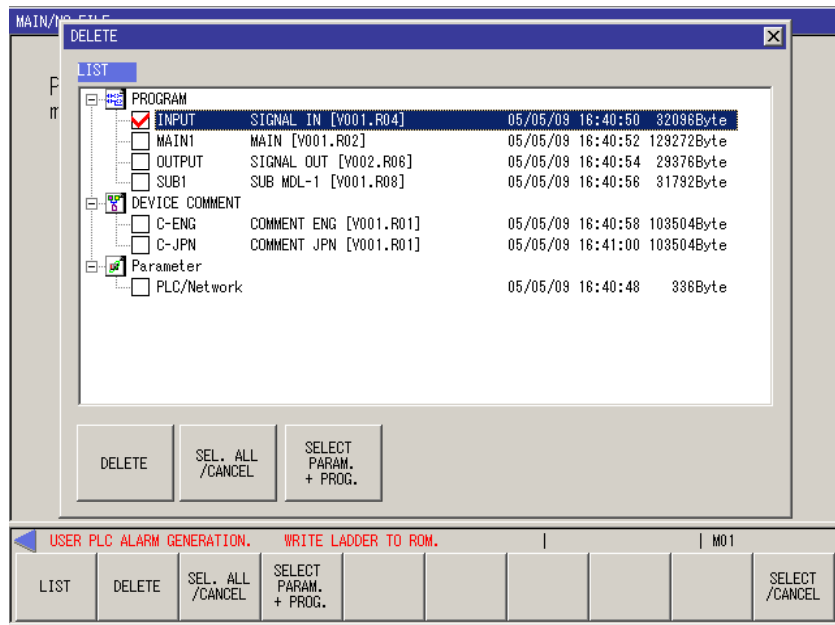 MAIN/NC FILE
DELETE
LIST
PROGRAM
INPUT SIGNAL IN [V001.R04] 05/05/09 16:40:50 32096Byte
MAIN1 MAIN [V001.R02] 05/05/09 16:40:52 129272Byte
OUTPUT SIGNAL OUT [V002.R06] 05/05/09 16:40:54 29376Byte
SUB1 SUB MDL-1 [V001.R08] 05/05/09 16:40:56 31792Byte
DEVICE COMMENT
C-ENG COMMENT ENG [V001.R01] 05/05/09 16:40:58 103504Byte
C-JPN COMMENT JPN [V001.R01] 05/05/09 16:41:00 103504Byte
Parameter
PLC/Network 05/05/09 16:40:48 336Byte
DELETE
SEL. ALL
/CANCEL
SELECT
PARAM.
+ PROG.
USER PLC ALARM GENERATION. WRITE LADDER TO ROM. | | M01
LIST
DELETE
SEL. ALL
/CANCEL
SELECT
PARAM.
+ PROG.
SELECT
/CANCEL